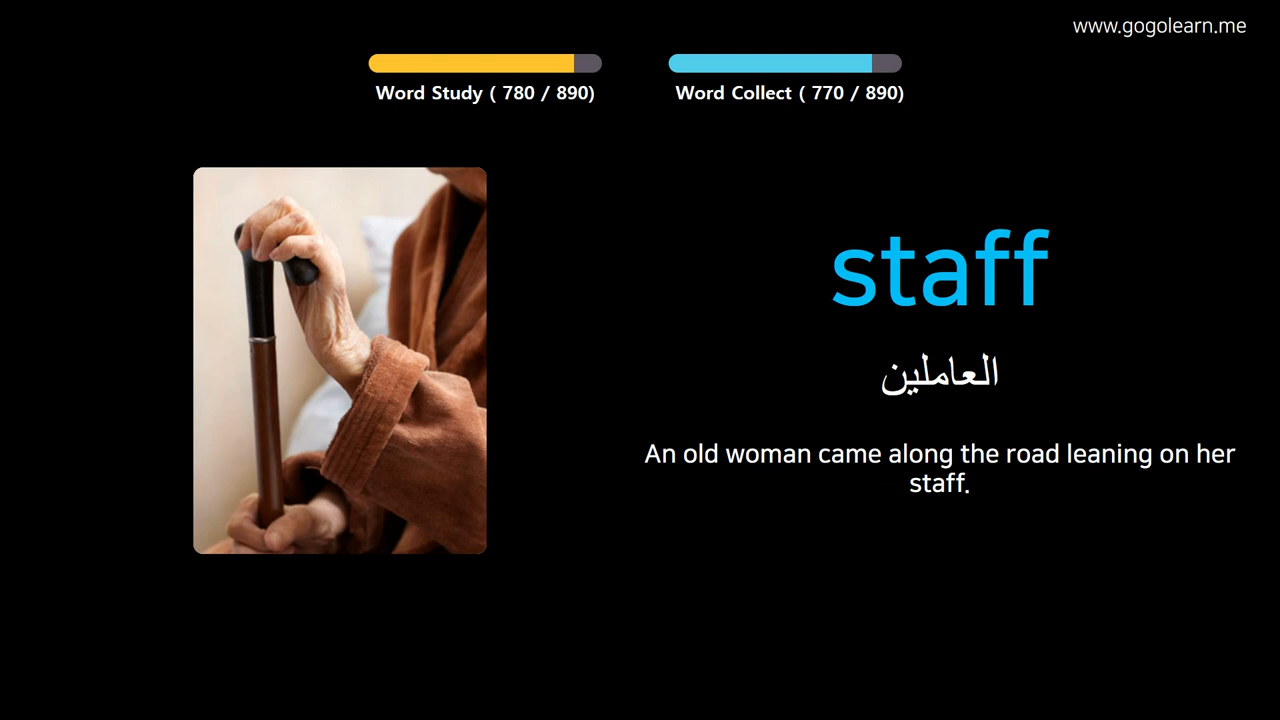 www.gogolearn.me
Word Study ( 780 / 890)
Word Collect ( 770 / 890)
staff
العاملين
An old woman came along the road leaning on her
staff.